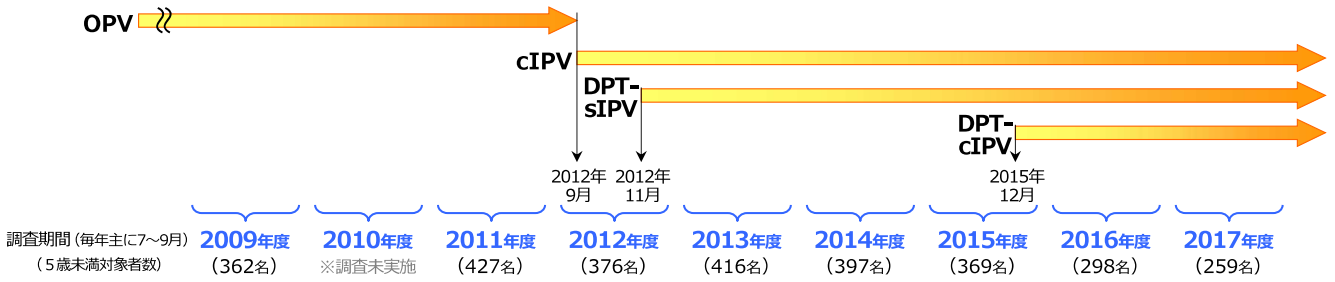 OPV
cIPV
DPT-
sIPV
DPT-
cIPV
2012年
9月
2012年
11月
2015年
12月
調査期間（毎年主に7～9月） 2009年度 2010年度 2011年度 2012年度 2013年度 2014年度 2015年度 2016年度 2017年度
（５歳未満対象者数） （362名） ※調査未実施 （427名） （376名） （416名） （397名） （369名） （298名） （259名）